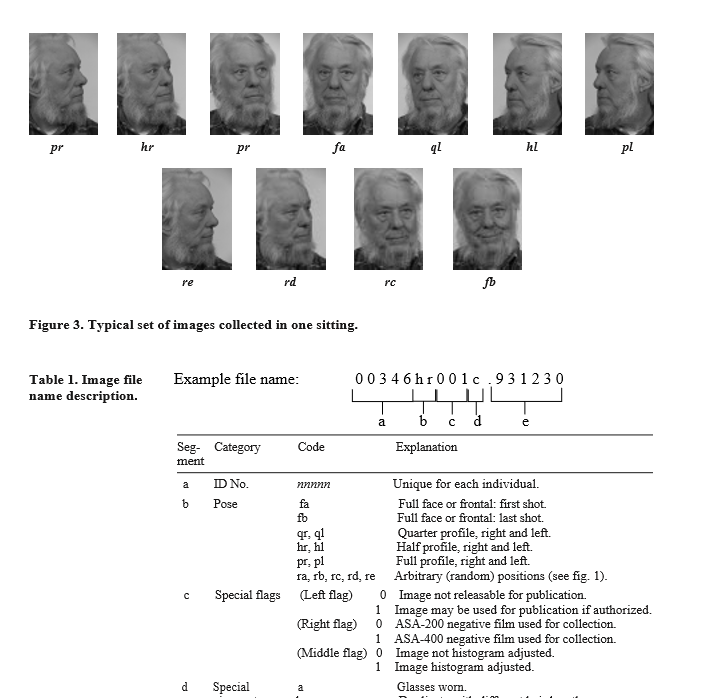 pr hr pr fa ql hl pl
re rd rc fb
Figure 3. Typical set of images collected in one sitting.
Table 1. Image file
name description.
Example file name: 00346hr001c.931230
a b c d e
Seg-
ment Category Code Explanation
a ID No. nnnnn Unique for each individual.
b Pose fa Full face or frontal: first shot.
fb Full face or frontal: last shot.
qr, ql Quarter profile, right and left.
hr, hl Half profile, right and left.
pr, pl Full profile, right and left.
ra, rb, rc, rd, re Arbitrary (random) positions (see fig. 1).
c Special flags (Left flag) 0 Image not releasable for publication.
1 Image may be used for publication if authorized.
(Right flag) 0 ASA-200 negative film used for collection.
1 ASA-400 negative film used for collection.
(Middle flag) 0 Image not histogram adjusted.
1 Image histogram adjusted.
d Special a Glasses worn.